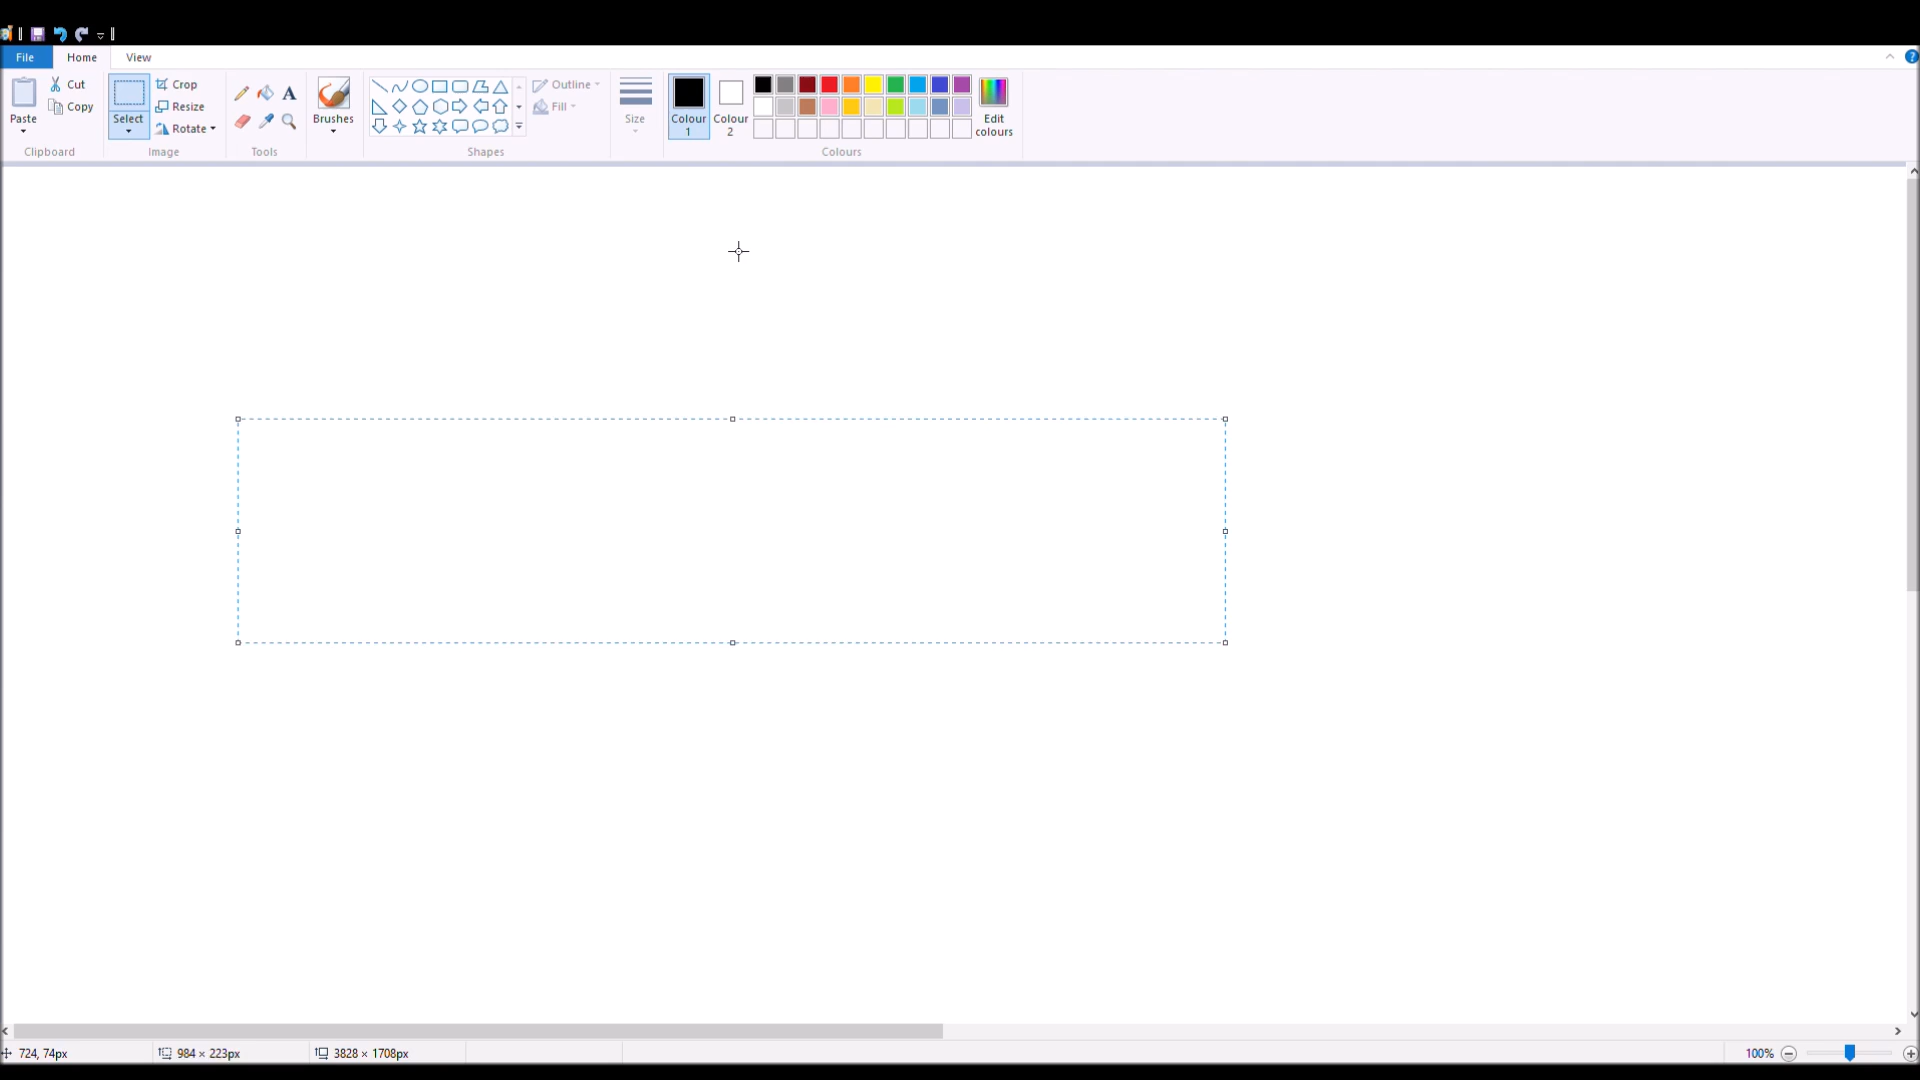 File Home View
Paste Cut Copy Select Crop Resize Rotate A Brushes Outline Fill Size Colour 1 Colour 2 Edit colours
Clipboard Image Tools Shapes Colours
724, 74px 984 × 223px 3828 × 1708px 100%